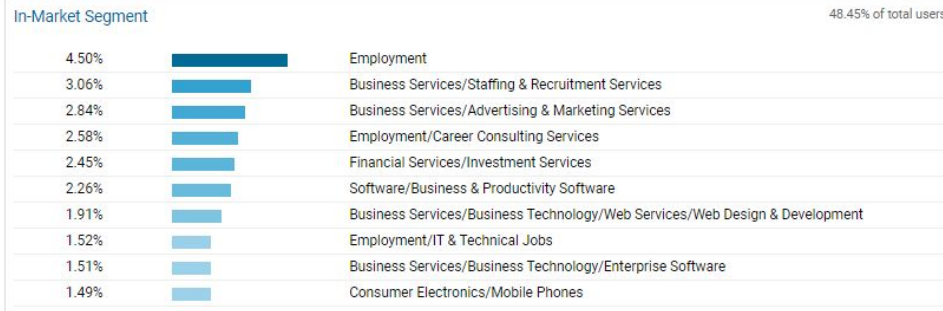 In-Market Segment 48.45% of total users
4.50% Employment
3.06% Business Services/Staffing & Recruitment Services
2.84% Business Services/Advertising & Marketing Services
2.58% Employment/Career Consulting Services
2.45% Financial Services/Investment Services
2.26% Software/Business & Productivity Software
1.91% Business Services/Business Technology/Web Services/Web Design & Development
1.52% Employment/IT & Technical Jobs
1.51% Business Services/Business Technology/Enterprise Software
1.49% Consumer Electronics/Mobile Phones